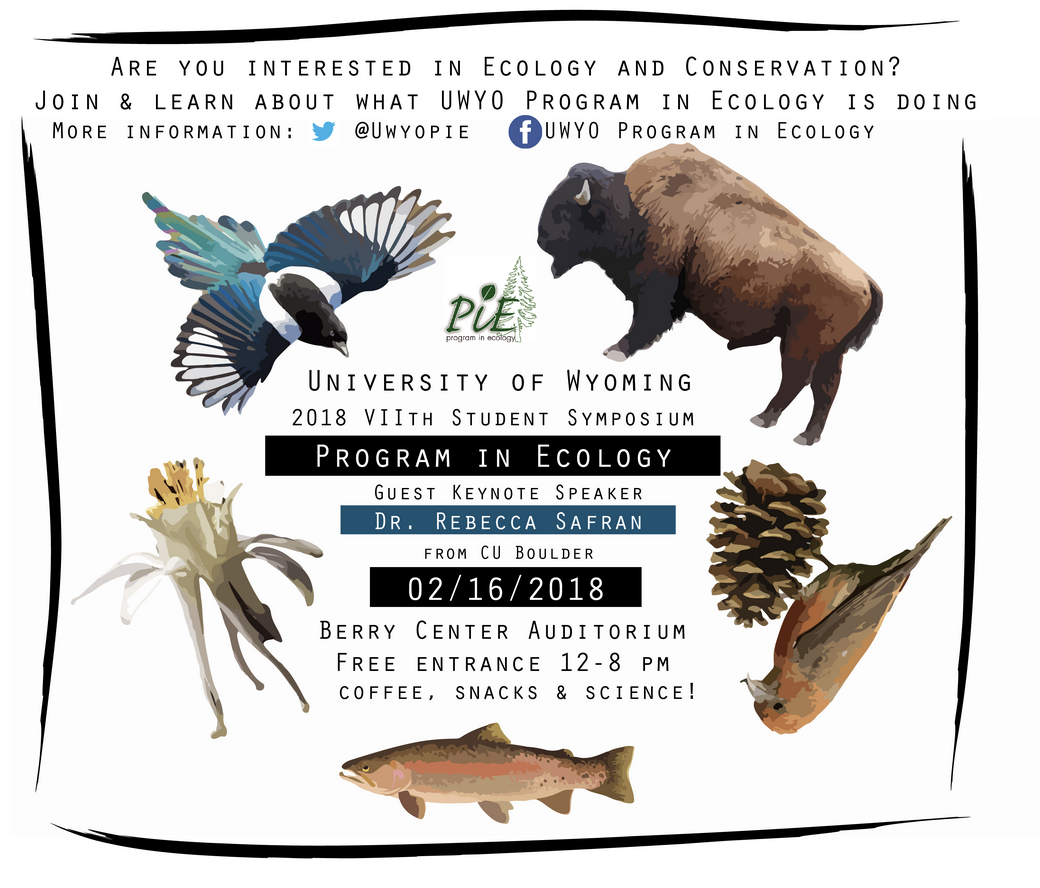 Are you interested in Ecology and Conservation?
Join & learn about what UWYO Program in Ecology is doing
More information: @Uwyopie UWYO Program in Ecology
PiE
program in ecology
University of Wyoming
2018 VIIth Student Symposium
Program in Ecology
Guest Keynote Speaker
Dr. Rebecca Safran
from CU Boulder
02/16/2018
Berry Center Auditorium
Free entrance 12-8 pm
coffee, snacks & science!